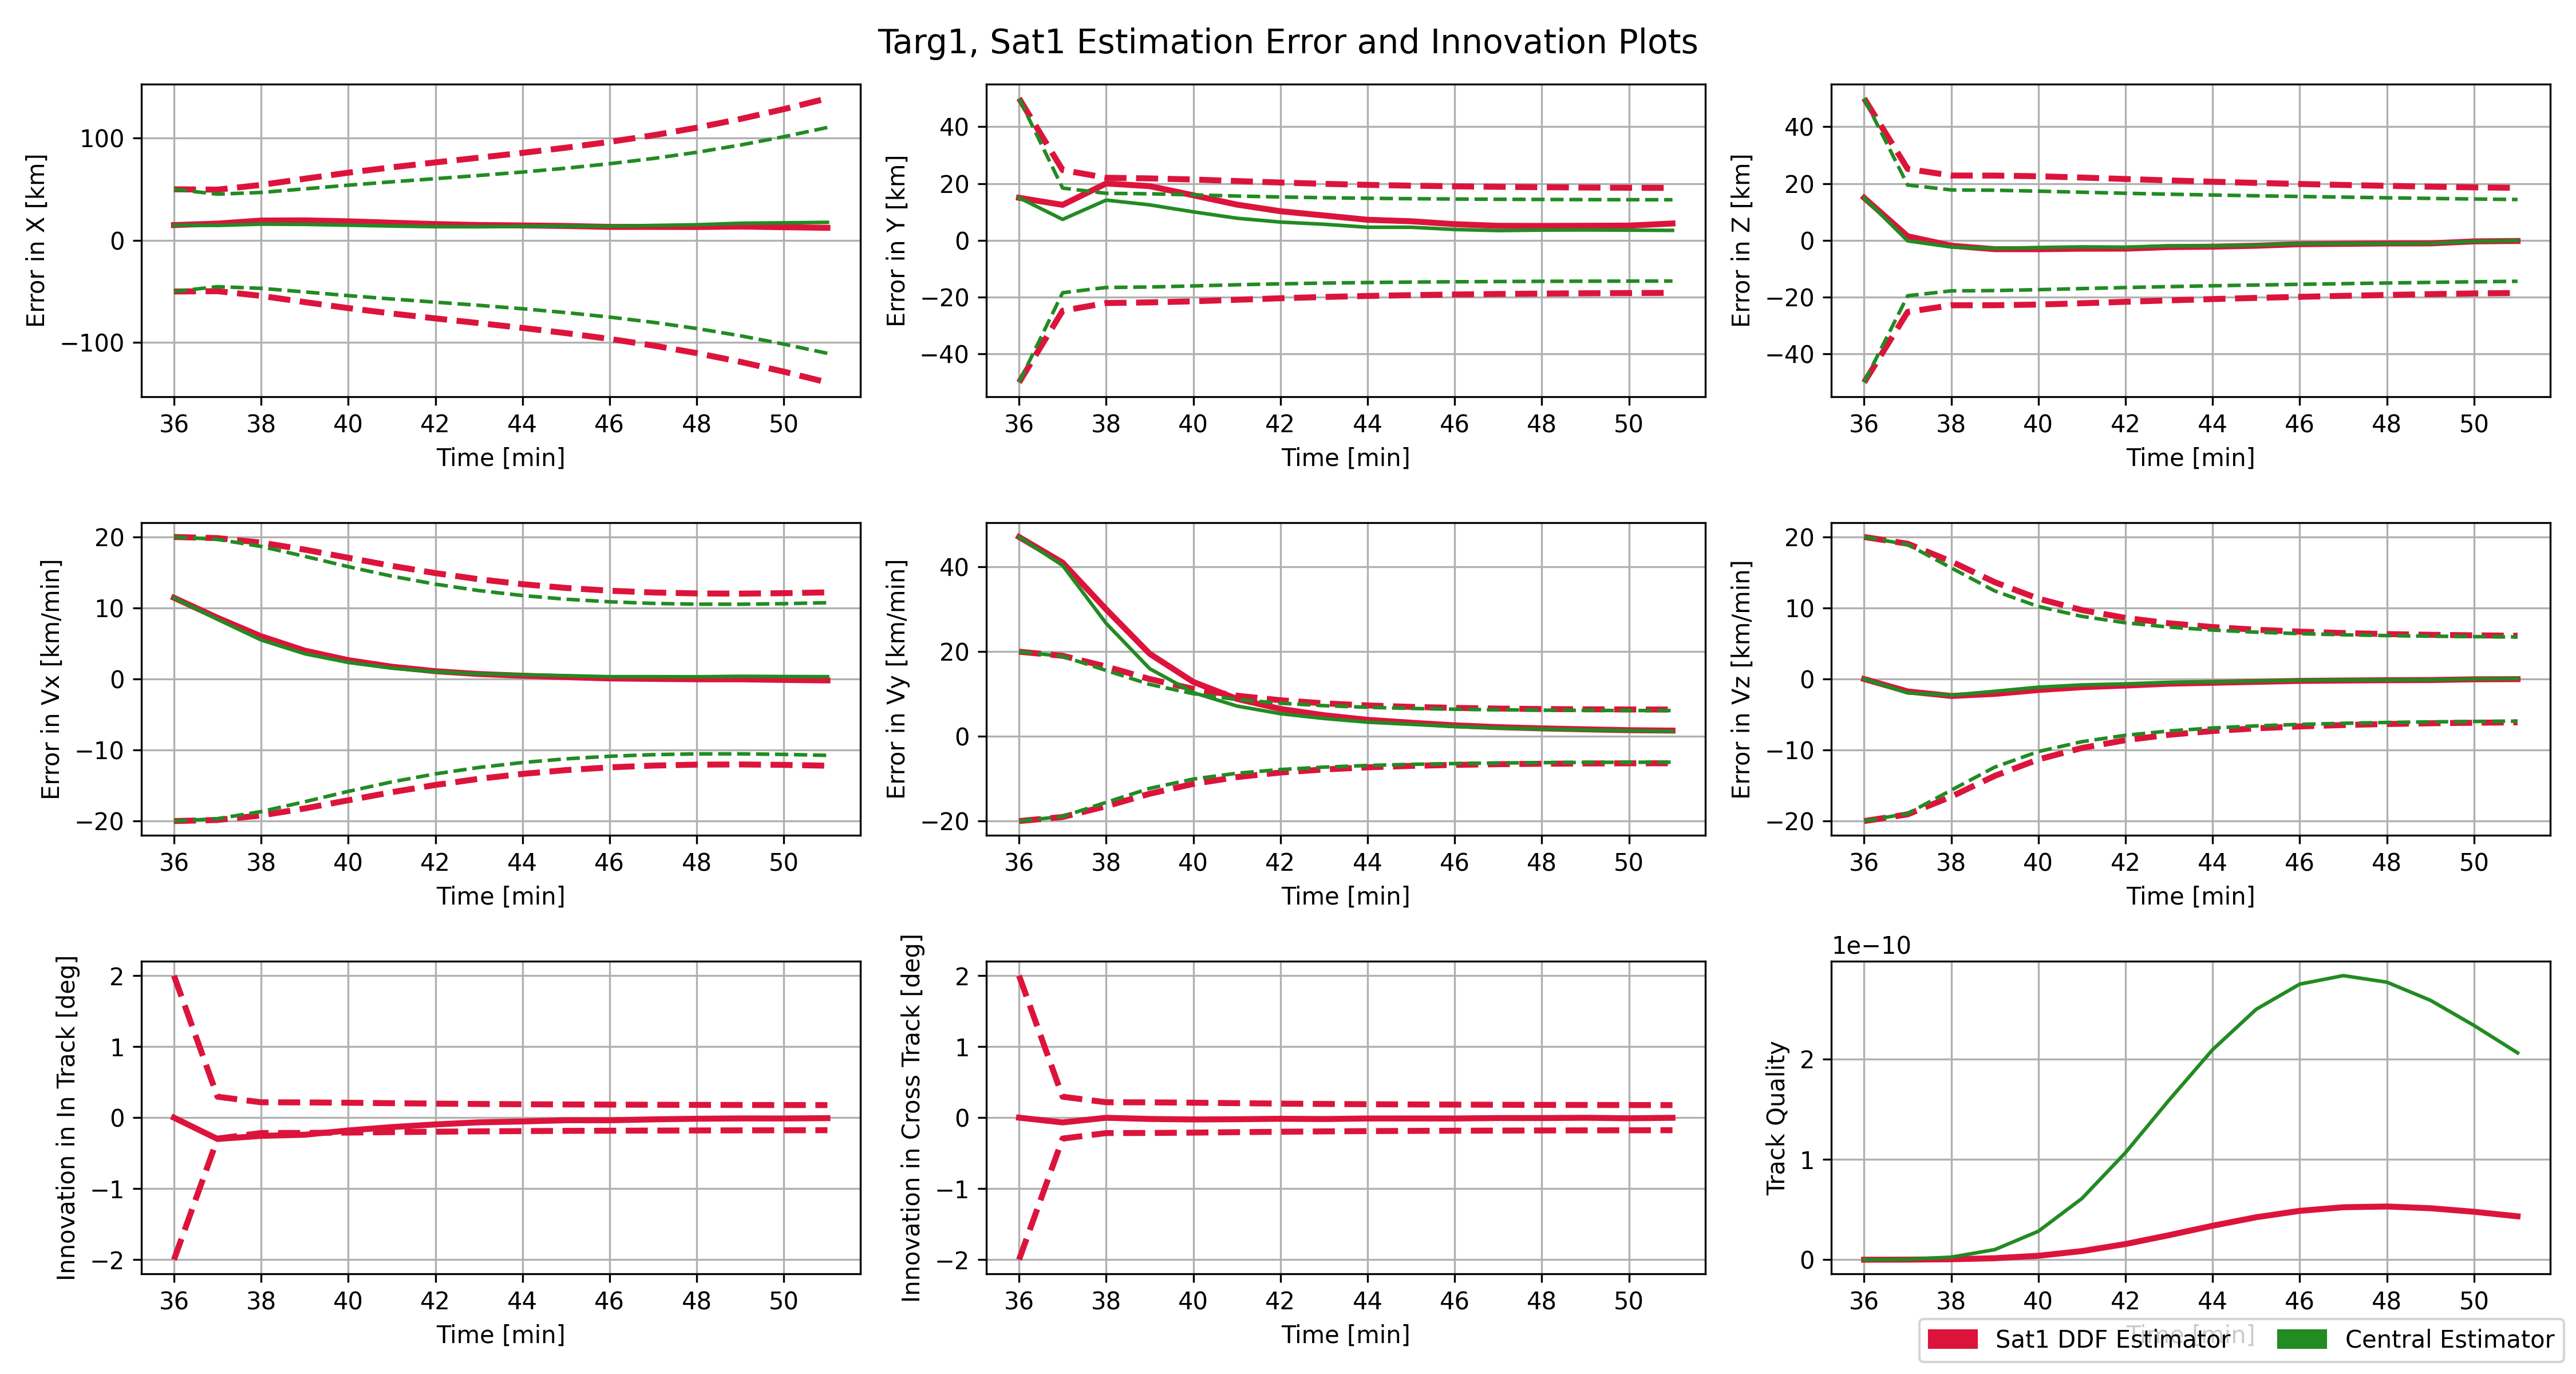 Targ1, Sat1 Estimation Error and Innovation Plots
Error in X [km]
100
0
−100
36 38 40 42 44 46 48 50
Time [min]
Error in Y [km]
40
20
0
−20
−40
36 38 40 42 44 46 48 50
Time [min]
Error in Z [km]
40
20
0
−20
−40
36 38 40 42 44 46 48 50
Time [min]
Error in Vx [km/min]
20
10
0
−10
−20
36 38 40 42 44 46 48 50
Time [min]
Error in Vy [km/min]
40
20
0
−20
36 38 40 42 44 46 48 50
Time [min]
Error in Vz [km/min]
20
10
0
−10
−20
36 38 40 42 44 46 48 50
Time [min]
Innovation in In Track [deg]
2
1
0
−1
−2
36 38 40 42 44 46 48 50
Time [min]
Innovation in Cross Track [deg]
2
1
0
−1
−2
36 38 40 42 44 46 48 50
Time [min]
1e−10
Track Quality
2
1
0
36 38 40 42 44 46 48 50
Time [min]
Sat1 DDF Estimator
Central Estimator